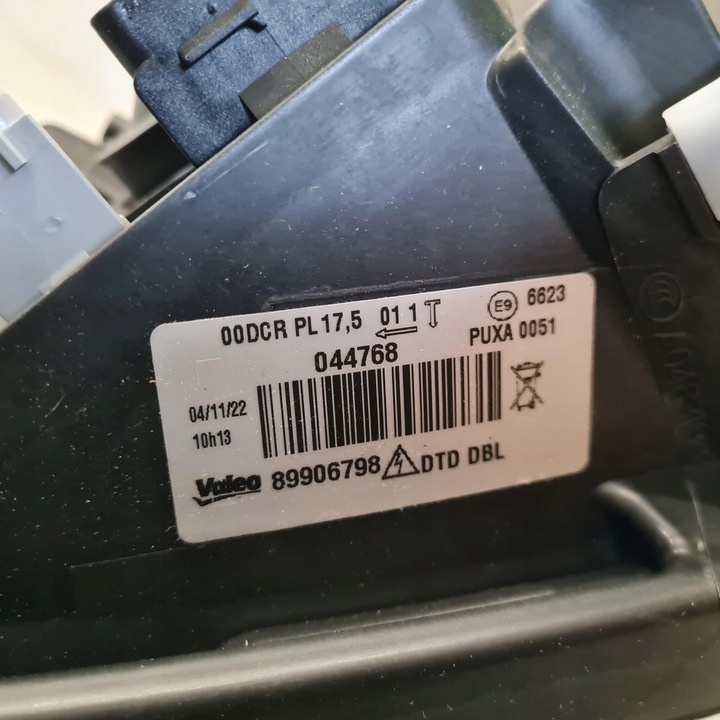 00DCR PL17,5 01 1
E9 6623
PUXA 0051
044768
04/11/22
10h13
Valeo 89906798 DTD DBL